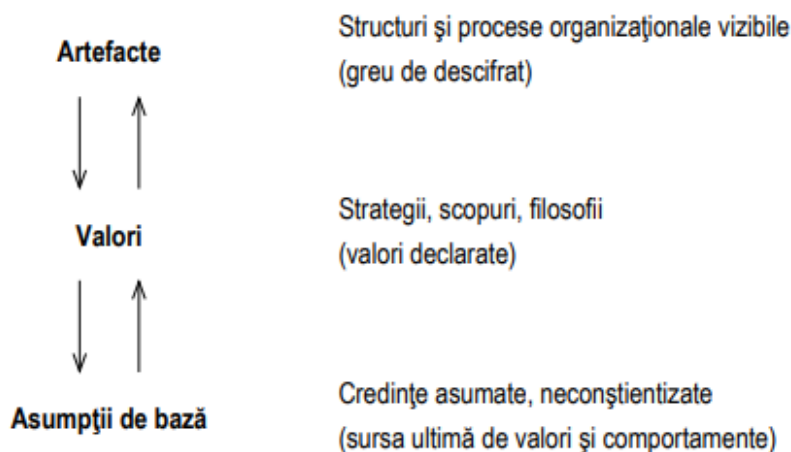 Artefacte
Structuri şi procese organizaţionale vizibile
(greu de descifrat)
Valori
Strategii, scopuri, filosofii
(valori declarate)
Asumpţii de bază
Credinţe asumate, neconştientizate
(sursa ultimă de valori şi comportamente)